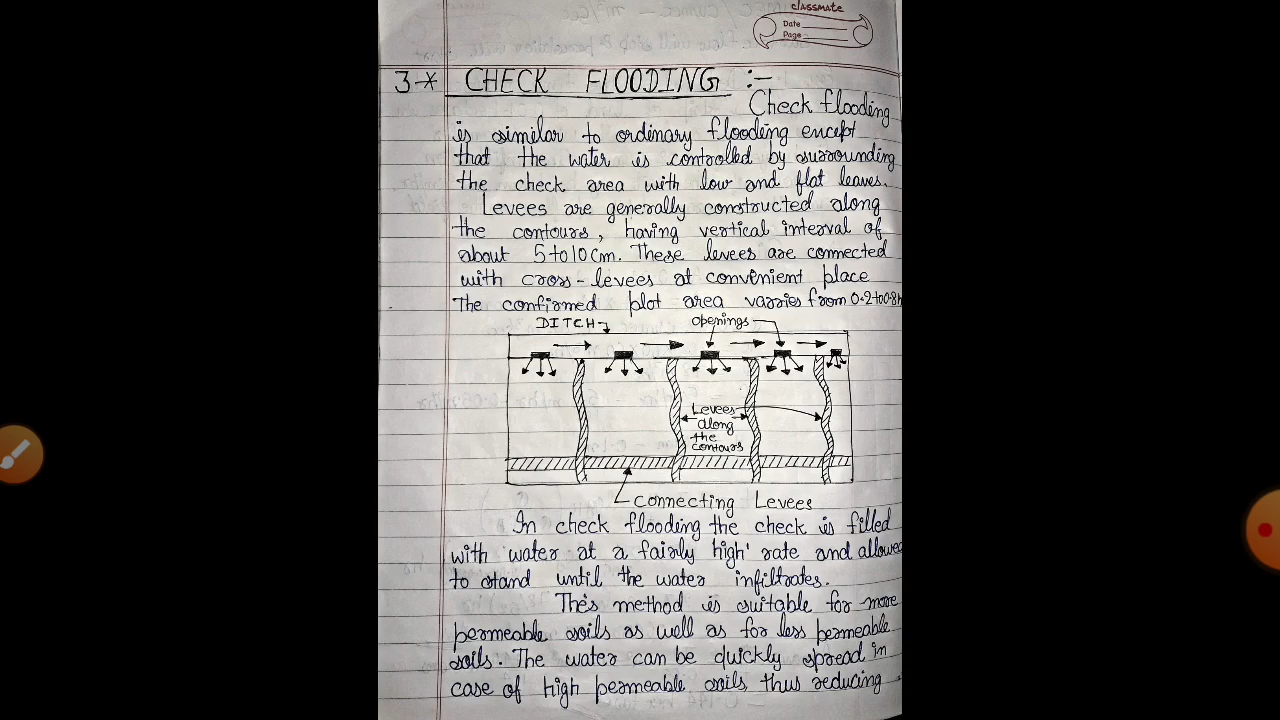 classmate
Date
Page
3-* CHECK FLOODING :-
Check flooding
is similar to ordinary flooding encept
that the water is controlled by surrounding
the check area with low and flat leaves.
Levees are generally constructed along
the contours, having vertical interval of
about 5 to 10 cm. These levees are connected
with cross-levees at convenient place
The confirmed plot area varries from 0.2 to 0.8h
DITCH
openings
Levees
along
the
contours
Connecting Levees
In check flooding the check is filled
with water at a fairly high rate and allowed
to stand until the water infiltrates.
This method is suitable for more
permeable soils as well as for less permeable
soils. The water can be quickly spread in
case of high permeable soils, thus reducing